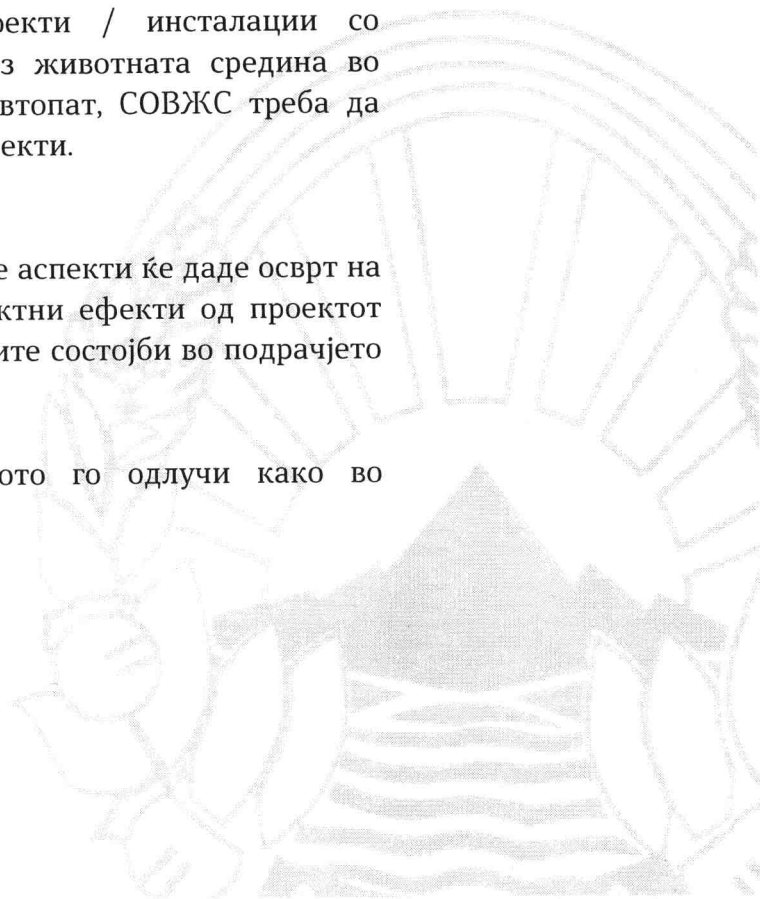 екти / инсталации со
з животната средина во
втопат, СОВЖС треба да
екти.
е аспекти ќе даде осврт на
ктни ефекти од проектот
ите состојби во подрачјето
ото го одлучи како во